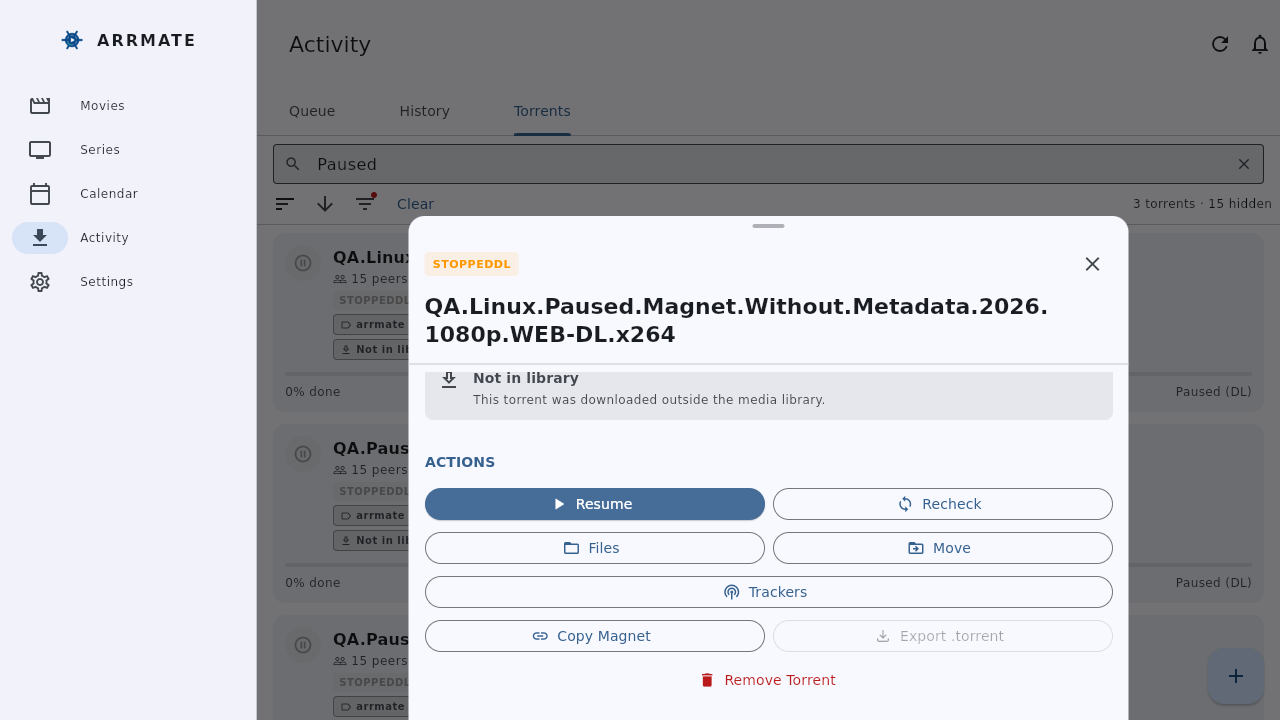 ARRMATE
Movies
Series
Calendar
Activity
Settings
Activity
Queue
History
Torrents
Paused
Clear
3 torrents · 15 hidden
QA.Linux
15 peers
STOPPEDDL
arrmate
Not in lib
0% done
Paused (DL)
QA.Paus
15 peers
STOPPEDDL
arrmate
Not in lib
0% done
Paused (DL)
QA.Paus
15 peers
STOPPEDDL
arrmate
STOPPEDDL
QA.Linux.Paused.Magnet.Without.Metadata.2026.
1080p.WEB-DL.x264
Not in library
This torrent was downloaded outside the media library.
ACTIONS
Resume
Recheck
Files
Move
Trackers
Copy Magnet
Export .torrent
Remove Torrent